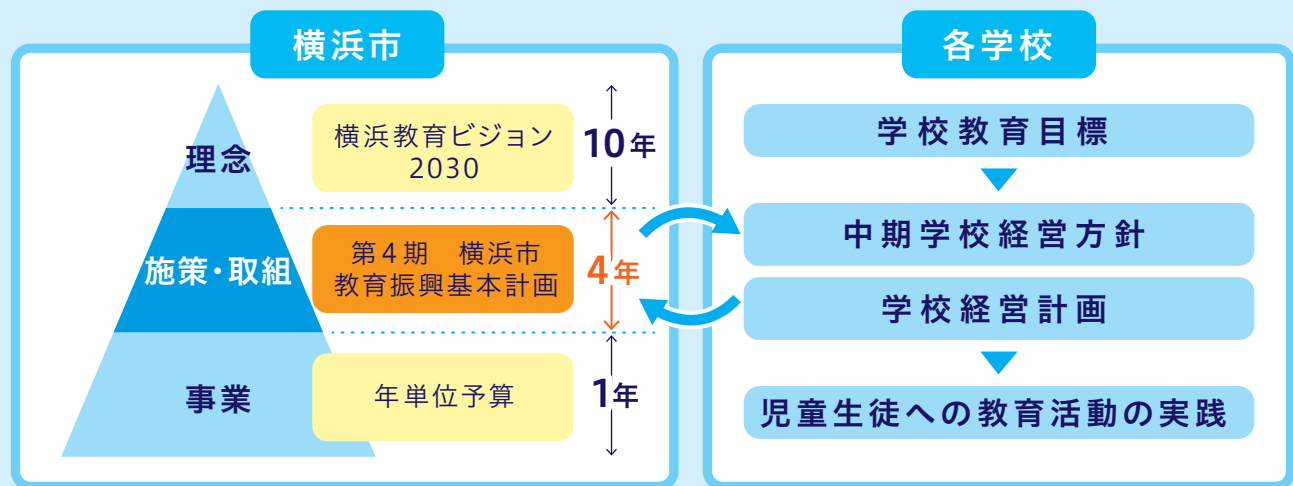 横浜市
理念
横浜教育ビジョン
2030
10年
施策・取組
第4期　横浜市
教育振興基本計画
4年
事業
年単位予算
1年
各学校
学校教育目標
中期学校経営方針
学校経営計画
児童生徒への教育活動の実践